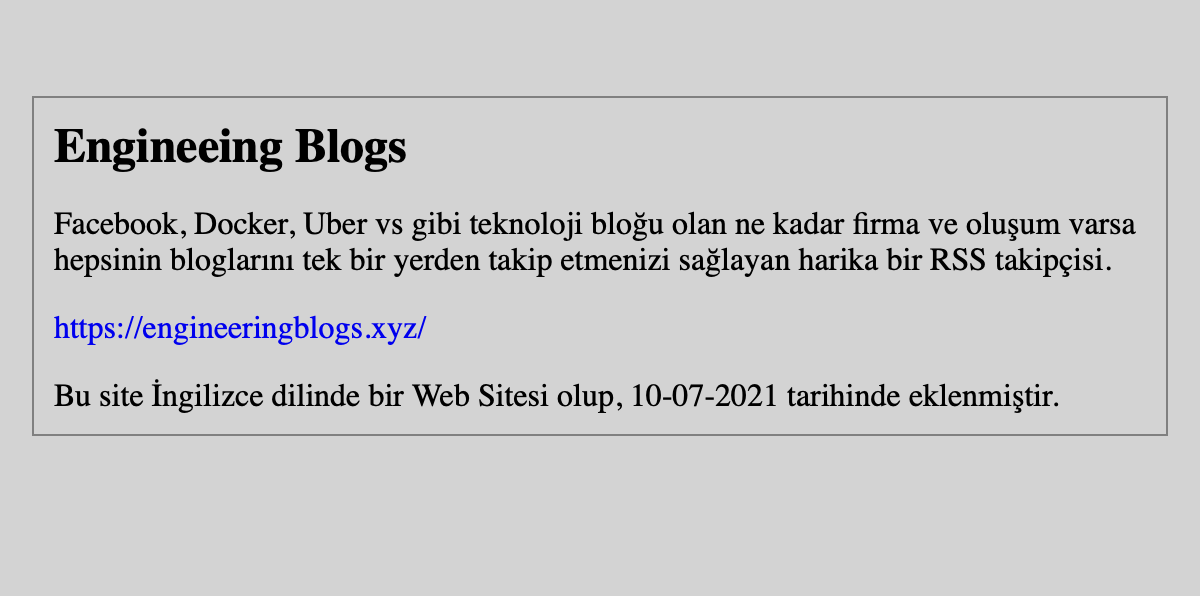 Engineeing Blogs
Facebook, Docker, Uber vs gibi teknoloji bloğu olan ne kadar firma ve oluşum varsa
hepsinin bloglarını tek bir yerden takip etmenizi sağlayan harika bir RSS takipçisi.
https://engineeringblogs.xyz/
Bu site İngilizce dilinde bir Web Sitesi olup, 10-07-2021 tarihinde eklenmiştir.